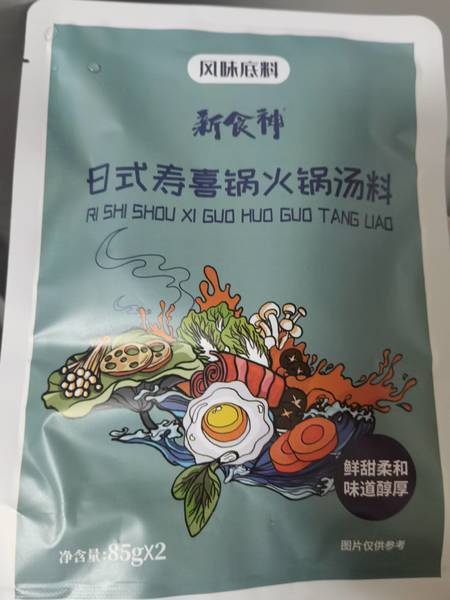 风味底料
新食神
日式寿喜锅火锅汤料
RI SHI SHOU XI GUO HUO GUO TANG LIAO
鲜甜柔和
味道醇厚
净含量:85gX2
图片仅供参考